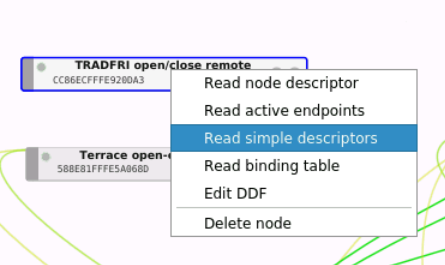 TRADFRI open/close remote
CC86ECFFFE920DA3
Read node descriptor
Read active endpoints
Read simple descriptors
Terrace open-
588E81FFFE5A068D
Read binding table
Edit DDF
Delete node